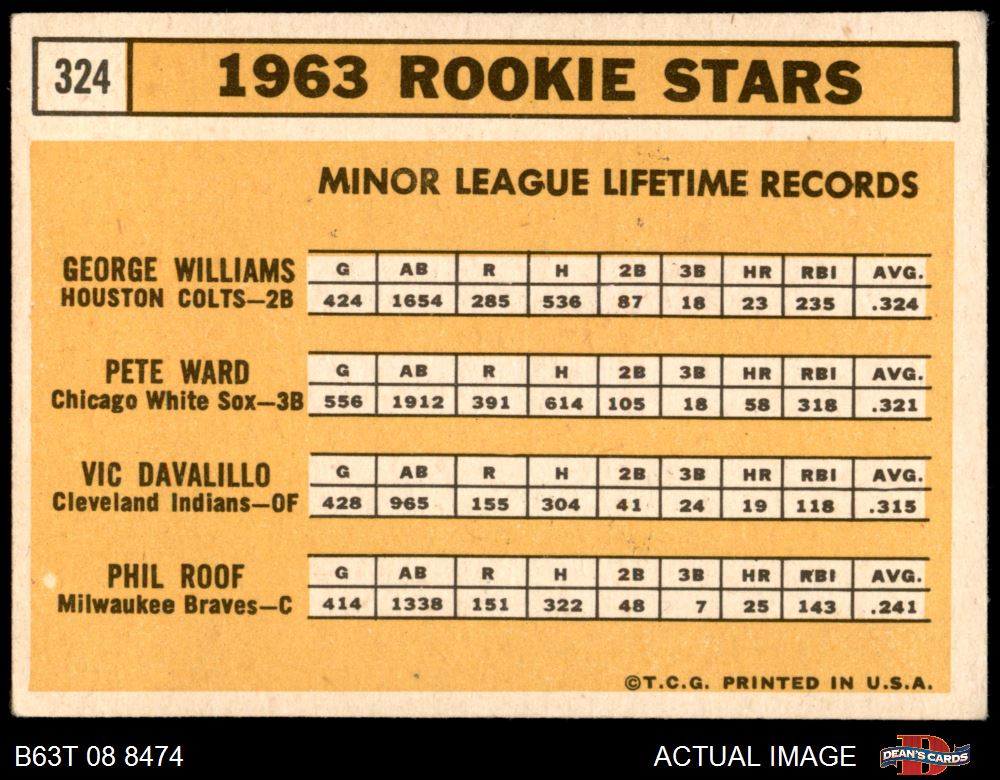 324 1963 ROOKIE STARS
MINOR LEAGUE LIFETIME RECORDS
GEORGE WILLIAMS G AB R H 2B 3B HR RBI AVG.
HOUSTON COLTS—2B 424 1654 285 536 87 18 23 235 .324
PETE WARD G AB R H 2B 3B HR RBI AVG.
Chicago White Sox—3B 556 1912 391 614 105 18 58 318 .321
VIC DAVALILLO G AB R H 2B 3B HR RBI AVG.
Cleveland Indians—OF 428 965 155 304 41 24 19 118 .315
PHIL ROOF G AB R H 2B 3B HR RBI AVG.
Milwaukee Braves—C 414 1338 151 322 48 7 25 143 .241
©T.C.G. PRINTED IN U.S.A.
B63T 08 8474 ACTUAL IMAGE DEAN'S CARDS